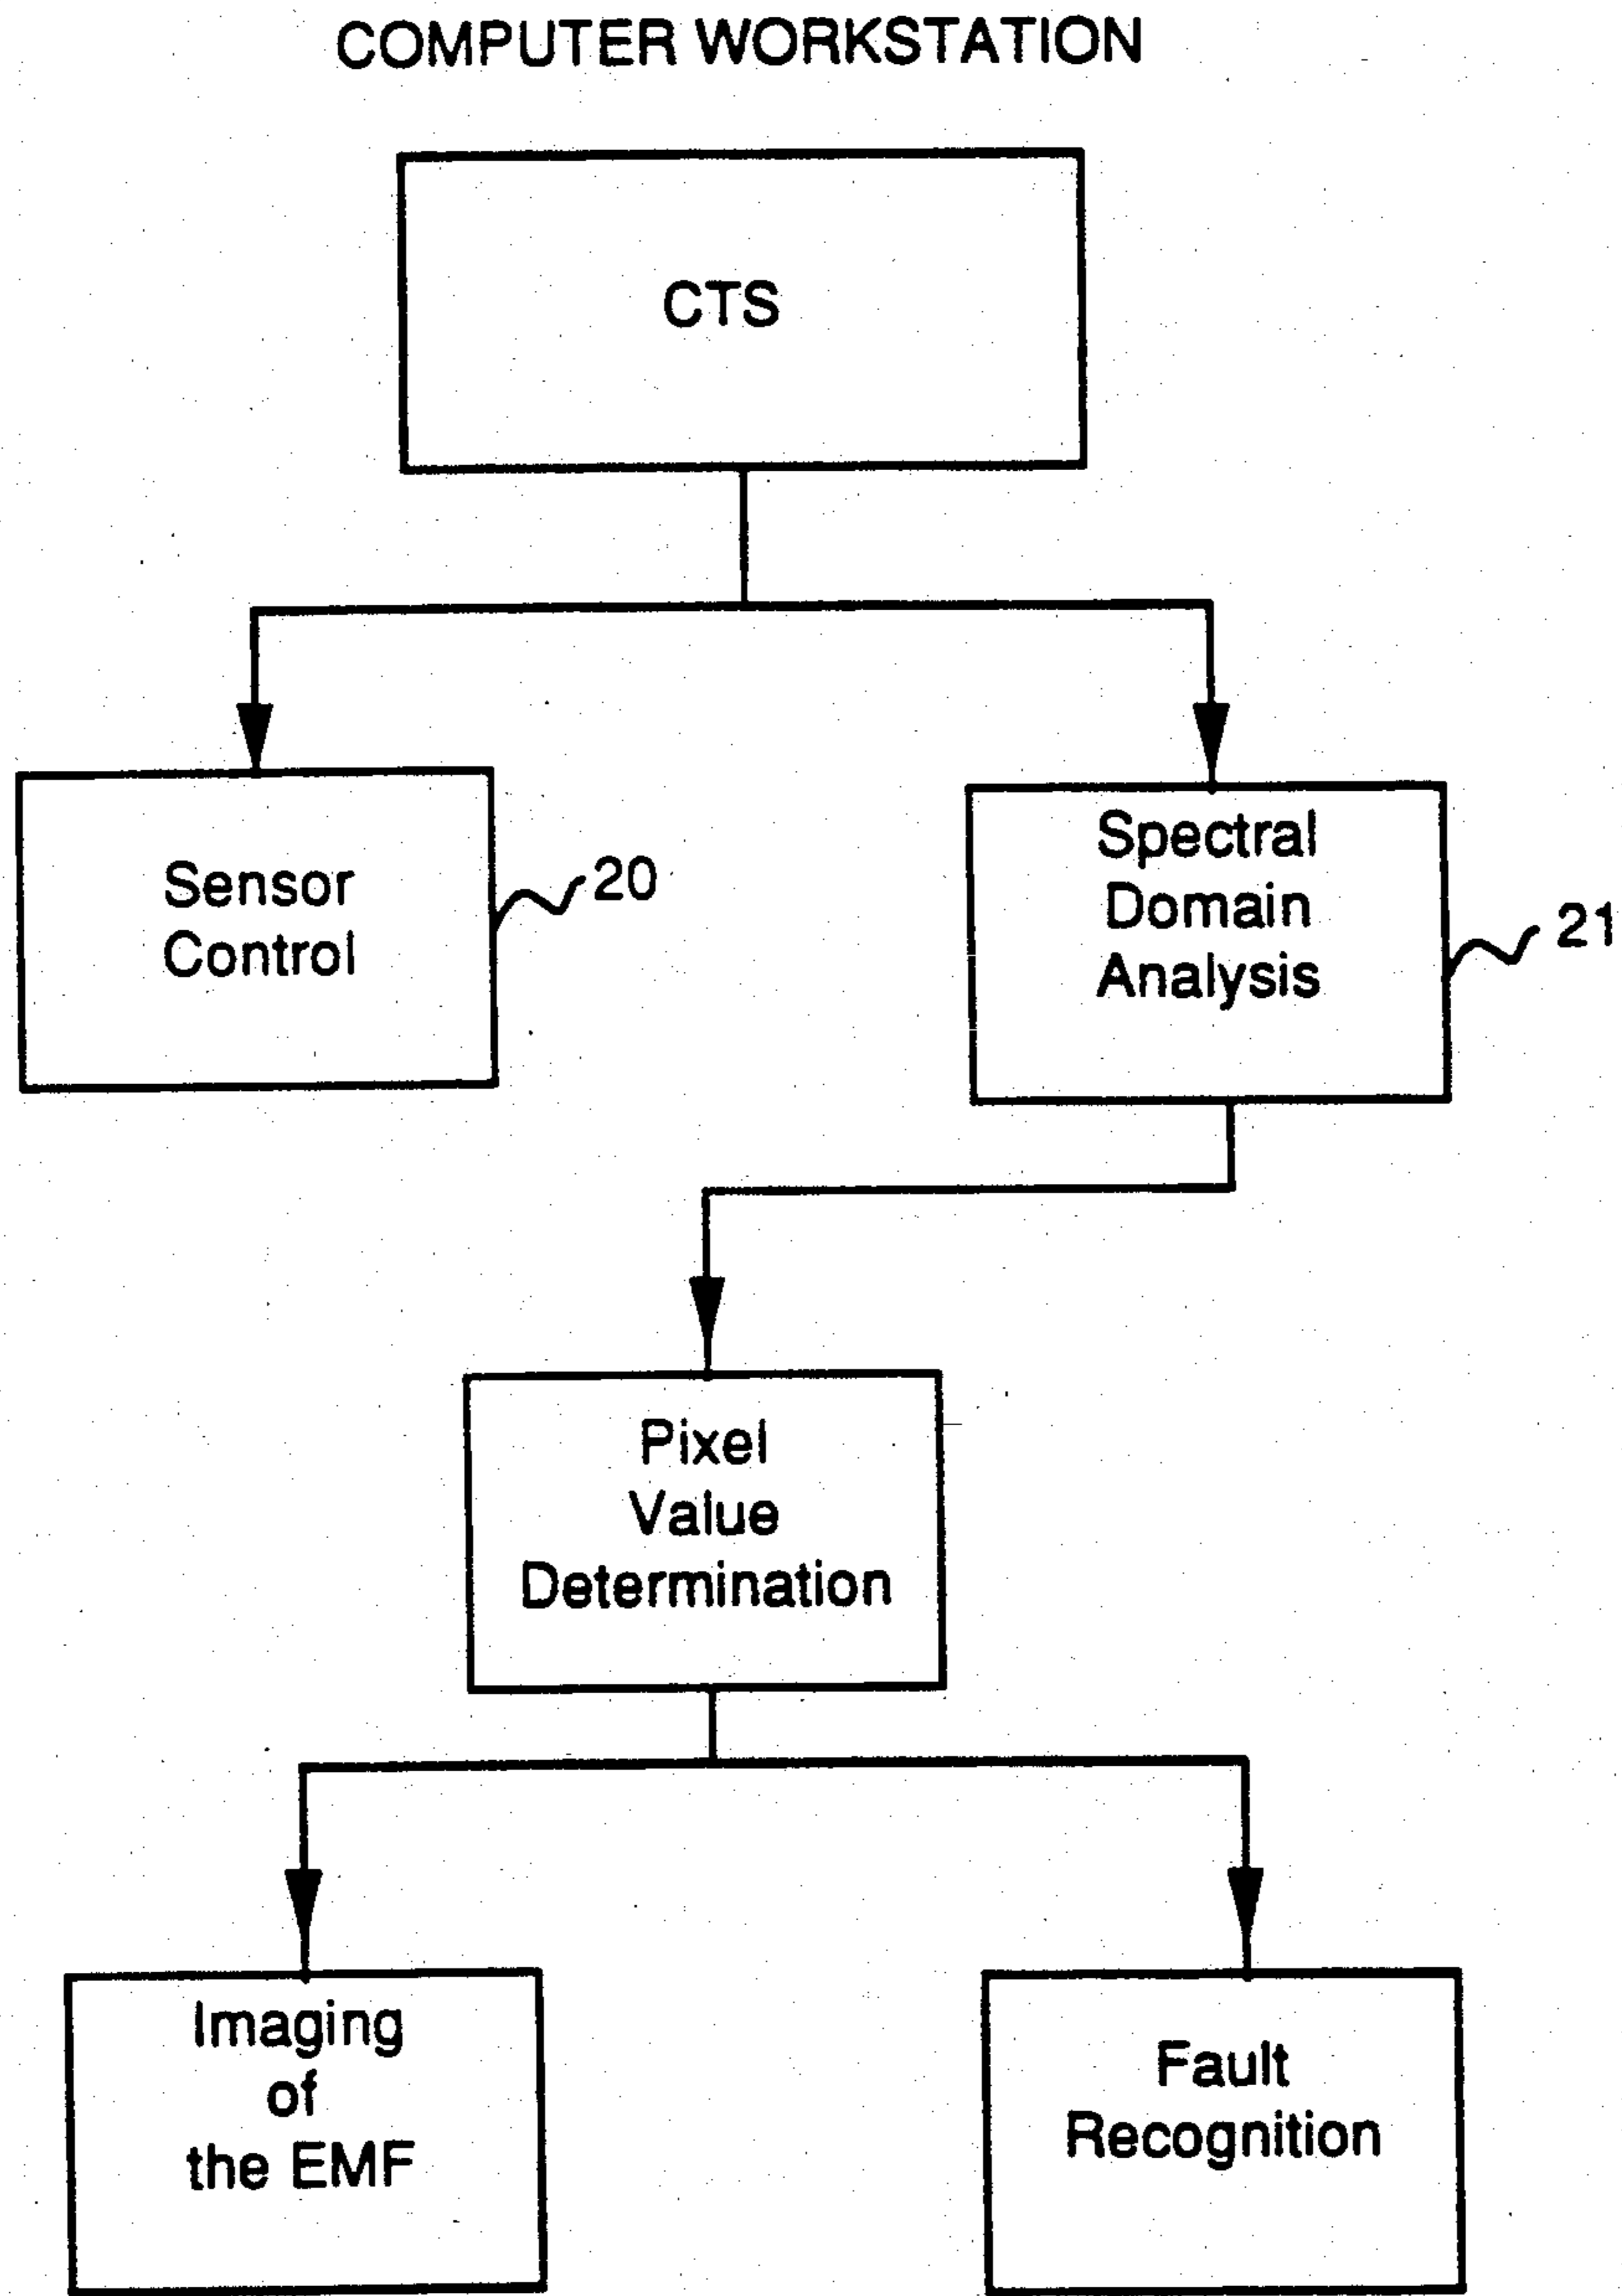 COMPUTER WORKSTATION
CTS
Sensor
Control
20
Spectral
Domain
Analysis
21
Pixel
Value
Determination
Imaging
of
the EMF
Fault
Recognition